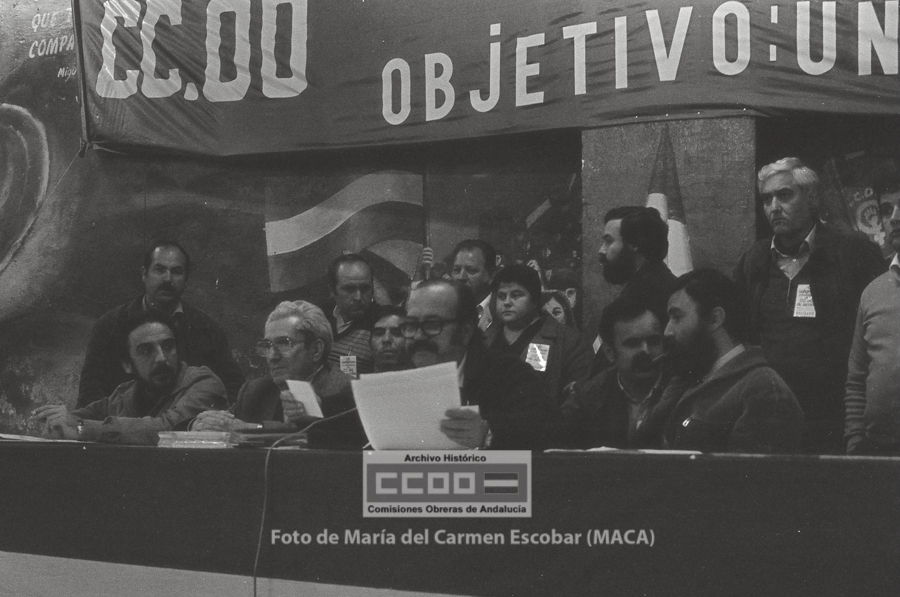 QUE
COMPA
CC.OO
OBJETIVO: UN
Archivo Histórico
CCOO
Comisiones Obreras de Andalucía
Foto de María del Carmen Escobar (MACA)